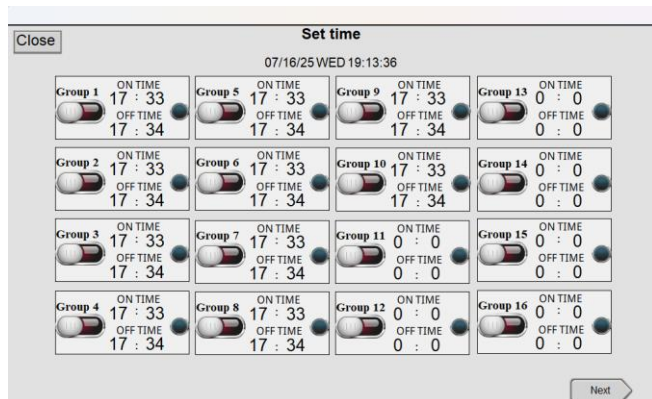 Close
Set time
07/16/25 WED 19:13:36
Group 1 ON TIME 17 : 33 OFF TIME 17 : 34
Group 5 ON TIME 17 : 33 OFF TIME 17 : 34
Group 9 ON TIME 17 : 33 OFF TIME 17 : 34
Group 13 ON TIME 0 : 0 OFF TIME 0 : 0
Group 2 ON TIME 17 : 33 OFF TIME 17 : 34
Group 6 ON TIME 17 : 33 OFF TIME 17 : 34
Group 10 ON TIME 17 : 33 OFF TIME 17 : 34
Group 14 ON TIME 0 : 0 OFF TIME 0 : 0
Group 3 ON TIME 17 : 33 OFF TIME 17 : 34
Group 7 ON TIME 17 : 33 OFF TIME 17 : 34
Group 11 ON TIME 0 : 0 OFF TIME 0 : 0
Group 15 ON TIME 0 : 0 OFF TIME 0 : 0
Group 4 ON TIME 17 : 33 OFF TIME 17 : 34
Group 8 ON TIME 17 : 33 OFF TIME 17 : 34
Group 12 ON TIME 0 : 0 OFF TIME 0 : 0
Group 16 ON TIME 0 : 0 OFF TIME 0 : 0
Next